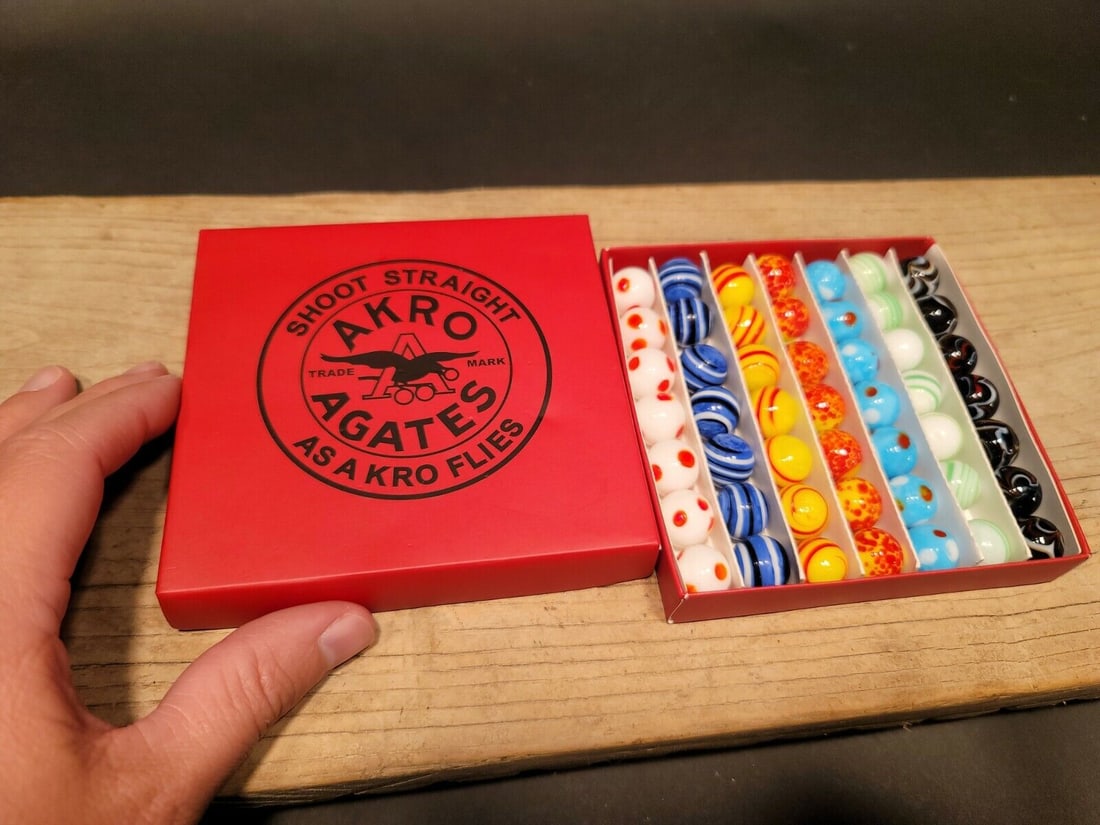 SHOOT STRAIGHT
AKRO
TRADE MARK
A
AGATES
AS A KRO FLIES